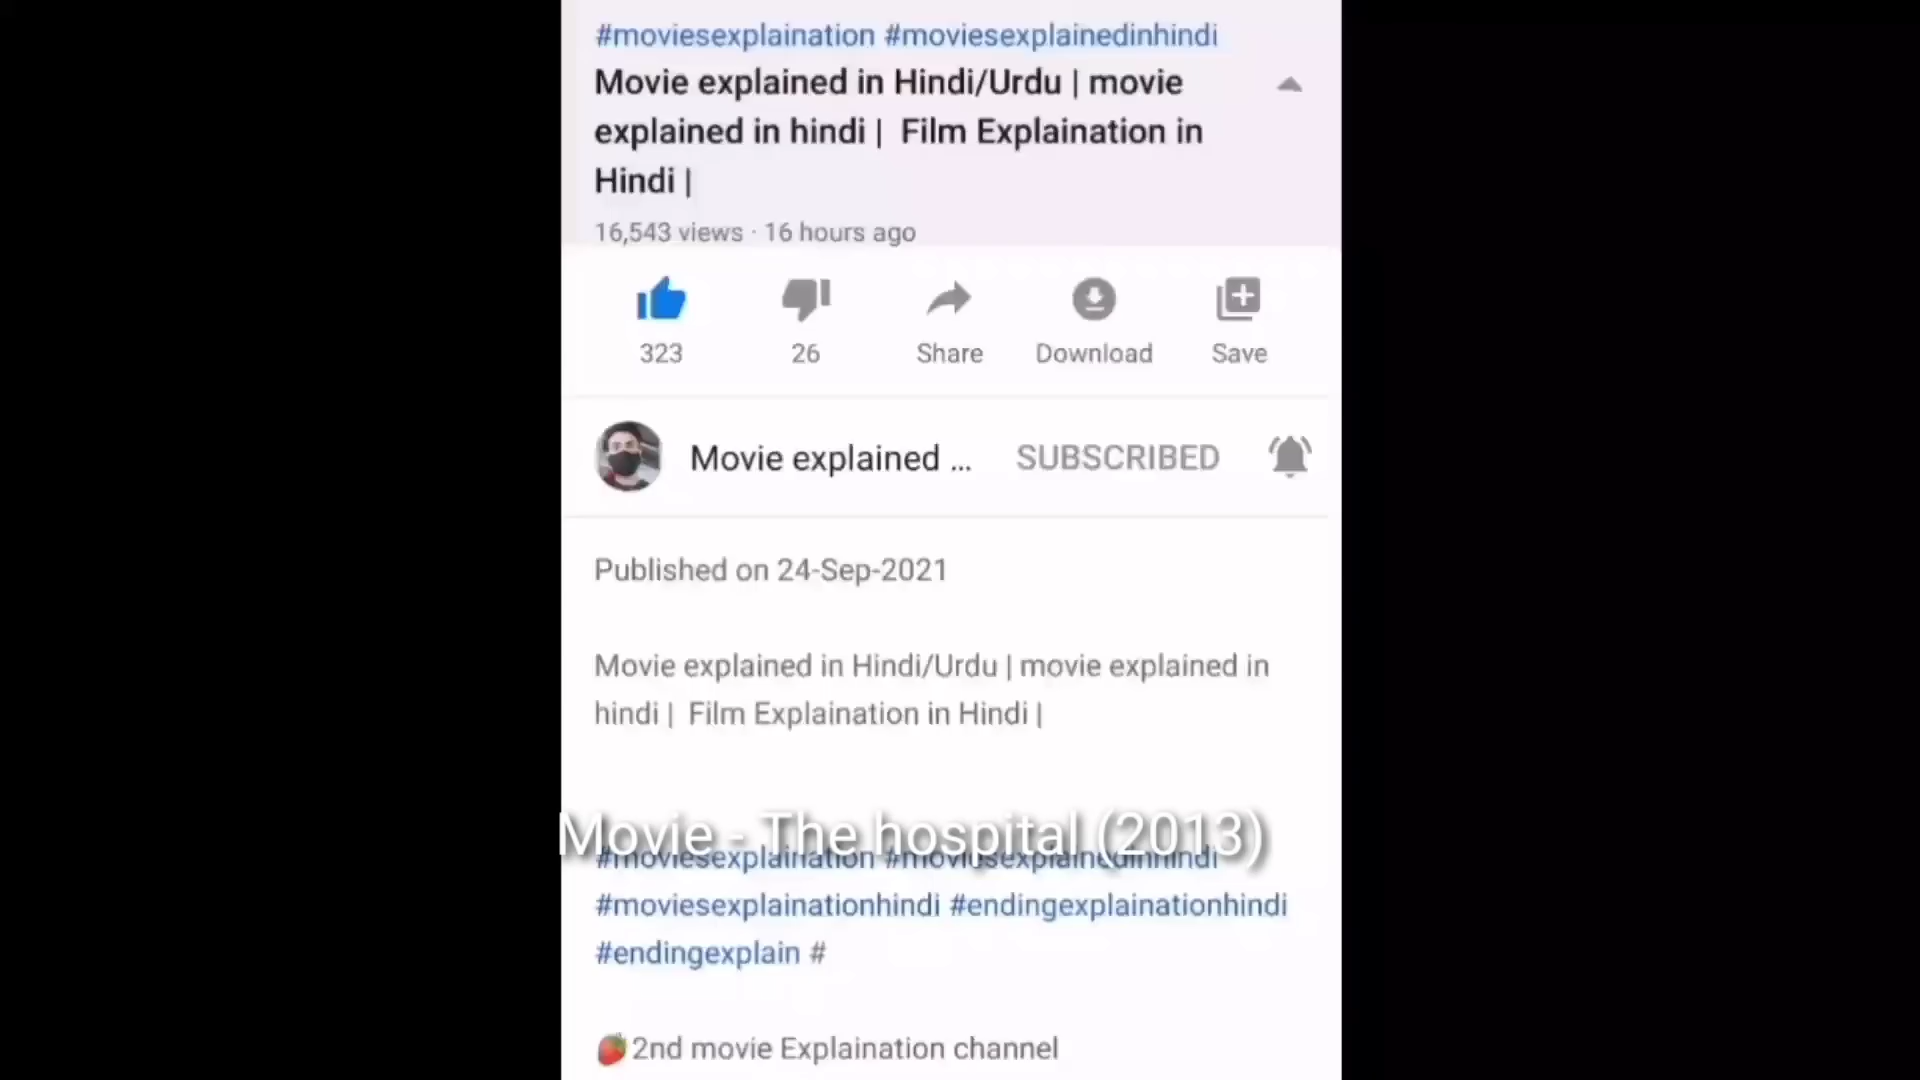 #moviesexplaination #moviesexplainedinhindi
Movie explained in Hindi/Urdu | movie
explained in hindi | Film Explaination in
Hindi |
16,543 views · 16 hours ago
323
26
Share
Download
Save
Movie explained ...
SUBSCRIBED
Published on 24-Sep-2021
Movie explained in Hindi/Urdu | movie explained in
hindi | Film Explaination in Hindi |
Movie - The hospital (2013)
#moviesexplaination #moviesexplainedinhindi
#moviesexplainationhindi #endingexplainationhindi
#endingexplain #
🍓2nd movie Explaination channel